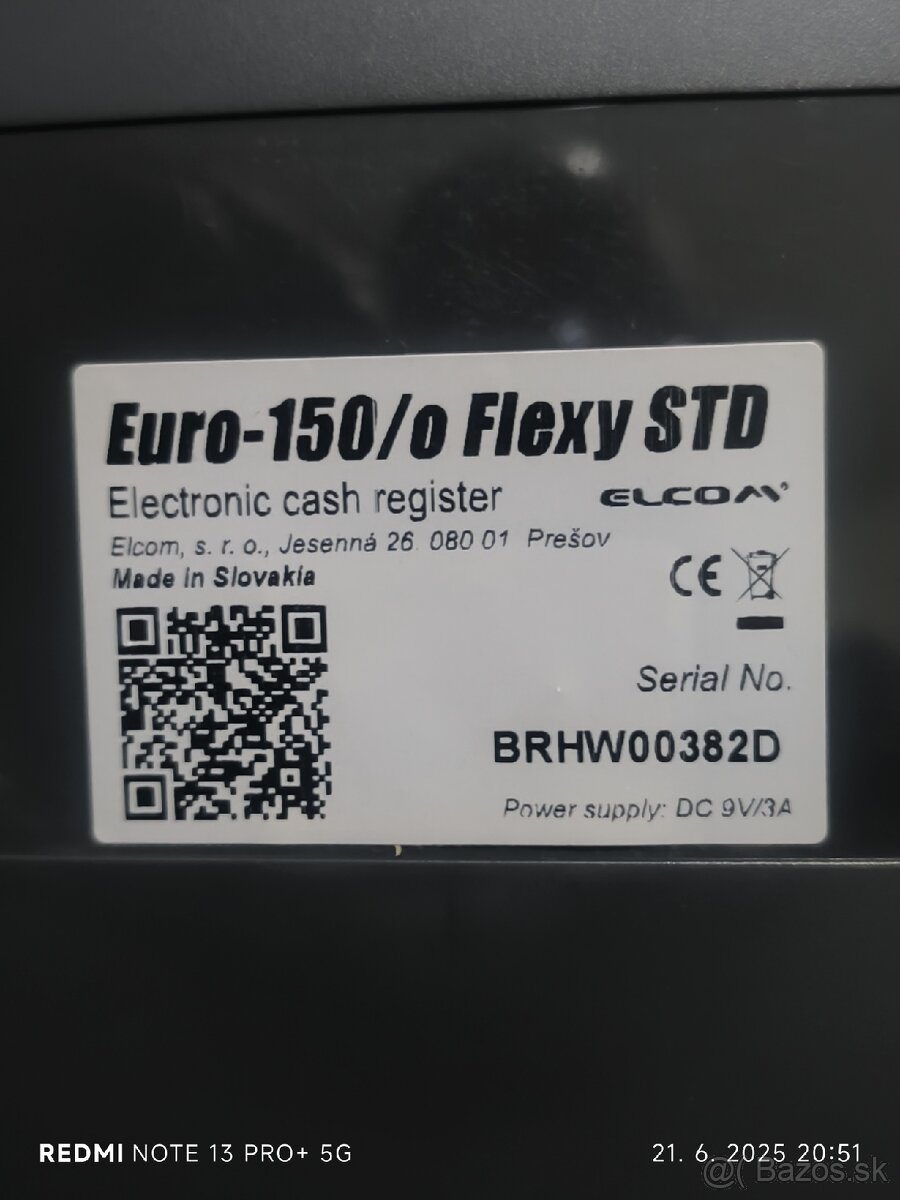 Euro-150/o Flexy STD
Electronic cash register
ELCOM
Elcom, s. r. o., Jesenná 26 080 01 Prešov
Made in Slovakia
CE
Serial No.
BRHW00382D
Power supply: DC 9V/3A
REDMI NOTE 13 PRO+ 5G
21. 6. 2025 20:51
@( Bazos.sk